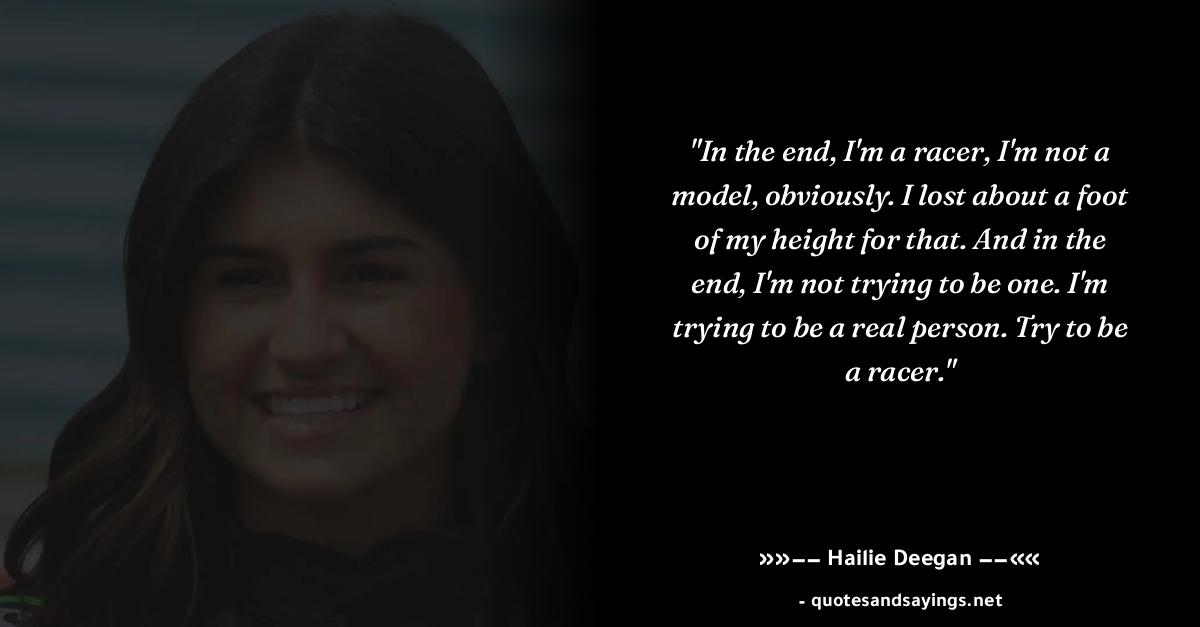 "In the end, I'm a racer, I'm not a
model, obviously. I lost about a foot
of my height for that. And in the
end, I'm not trying to be one. I'm
trying to be a real person. Try to be
a racer."
»»−− Hailie Deegan −−««
- quotesandsayings.net